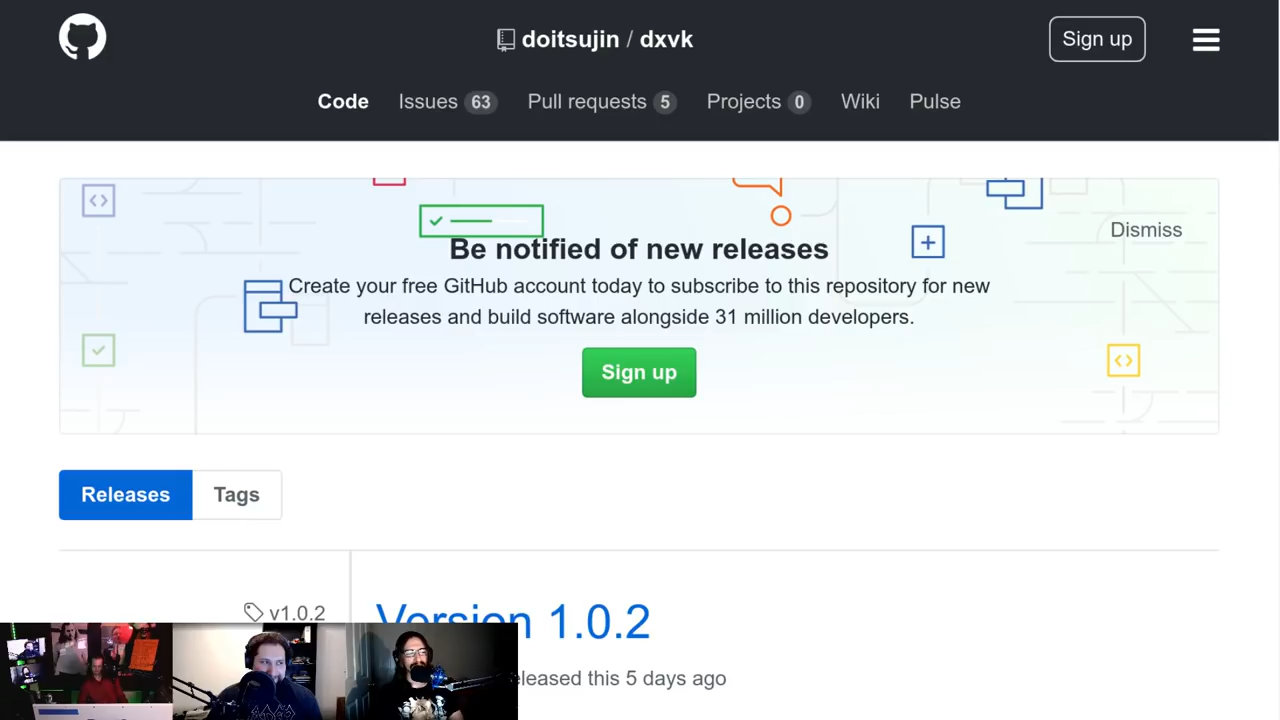 doitsujin / dxvk
Sign up
Code Issues 63 Pull requests 5 Projects 0 Wiki Pulse
Dismiss
Be notified of new releases
Create your free GitHub account today to subscribe to this repository for new
releases and build software alongside 31 million developers.
Sign up
Releases Tags
v1.0.2
Version 1.0.2
eleased this 5 days ago